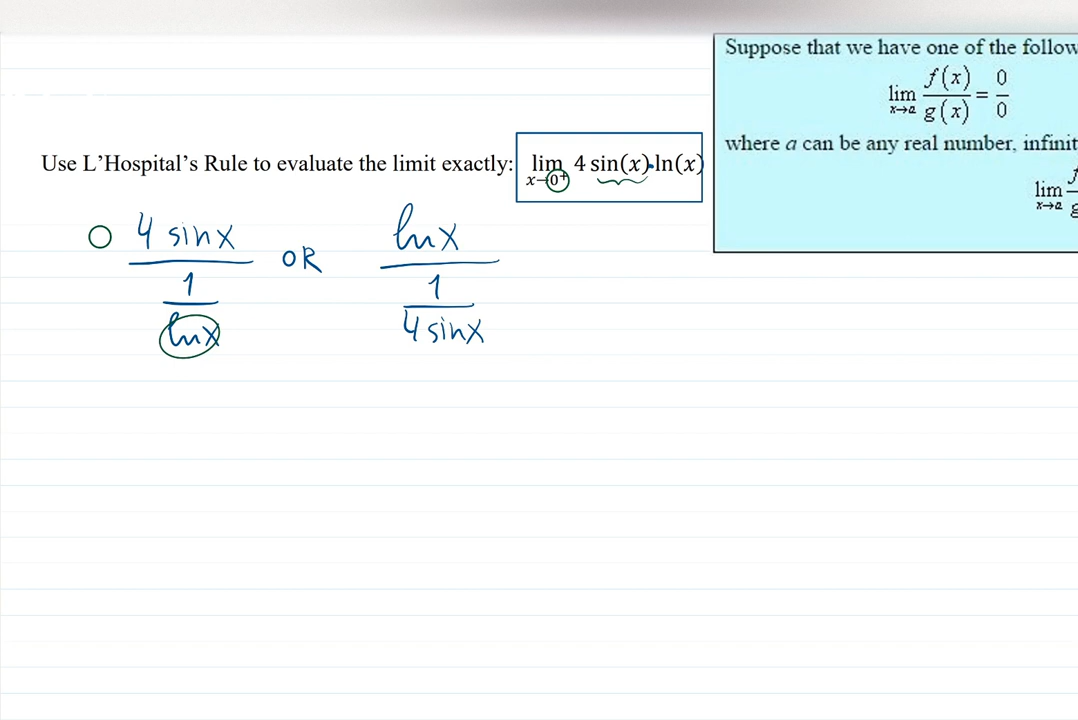 Suppose that we have one of the follow
lim x→a f(x)/g(x) = 0/0
where a can be any real number, infinit
lim x→a
Use L'Hospital's Rule to evaluate the limit exactly: lim x→0⁺ 4 sin(x)·ln(x)
0 4 sinx / (1 / lnx) OR lnx / (1 / 4 sinx)